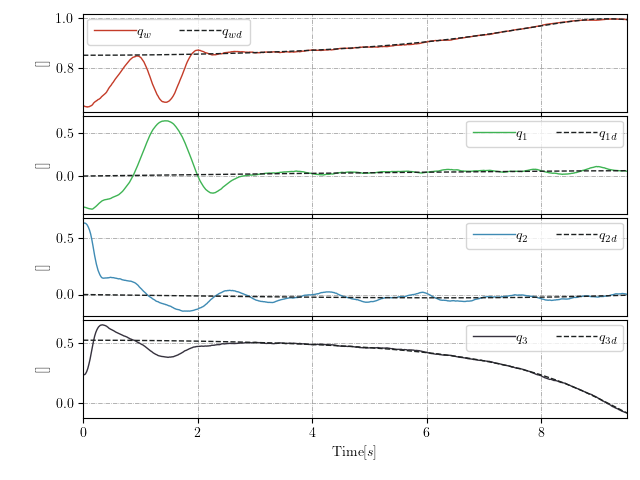 1.0
0.8
[]
q_w
q_{wd}
0.5
0.0
[]
q_1
q_{1d}
0.5
0.0
[]
q_2
q_{2d}
0.5
0.0
[]
q_3
q_{3d}
0 2 4 6 8
Time[s]